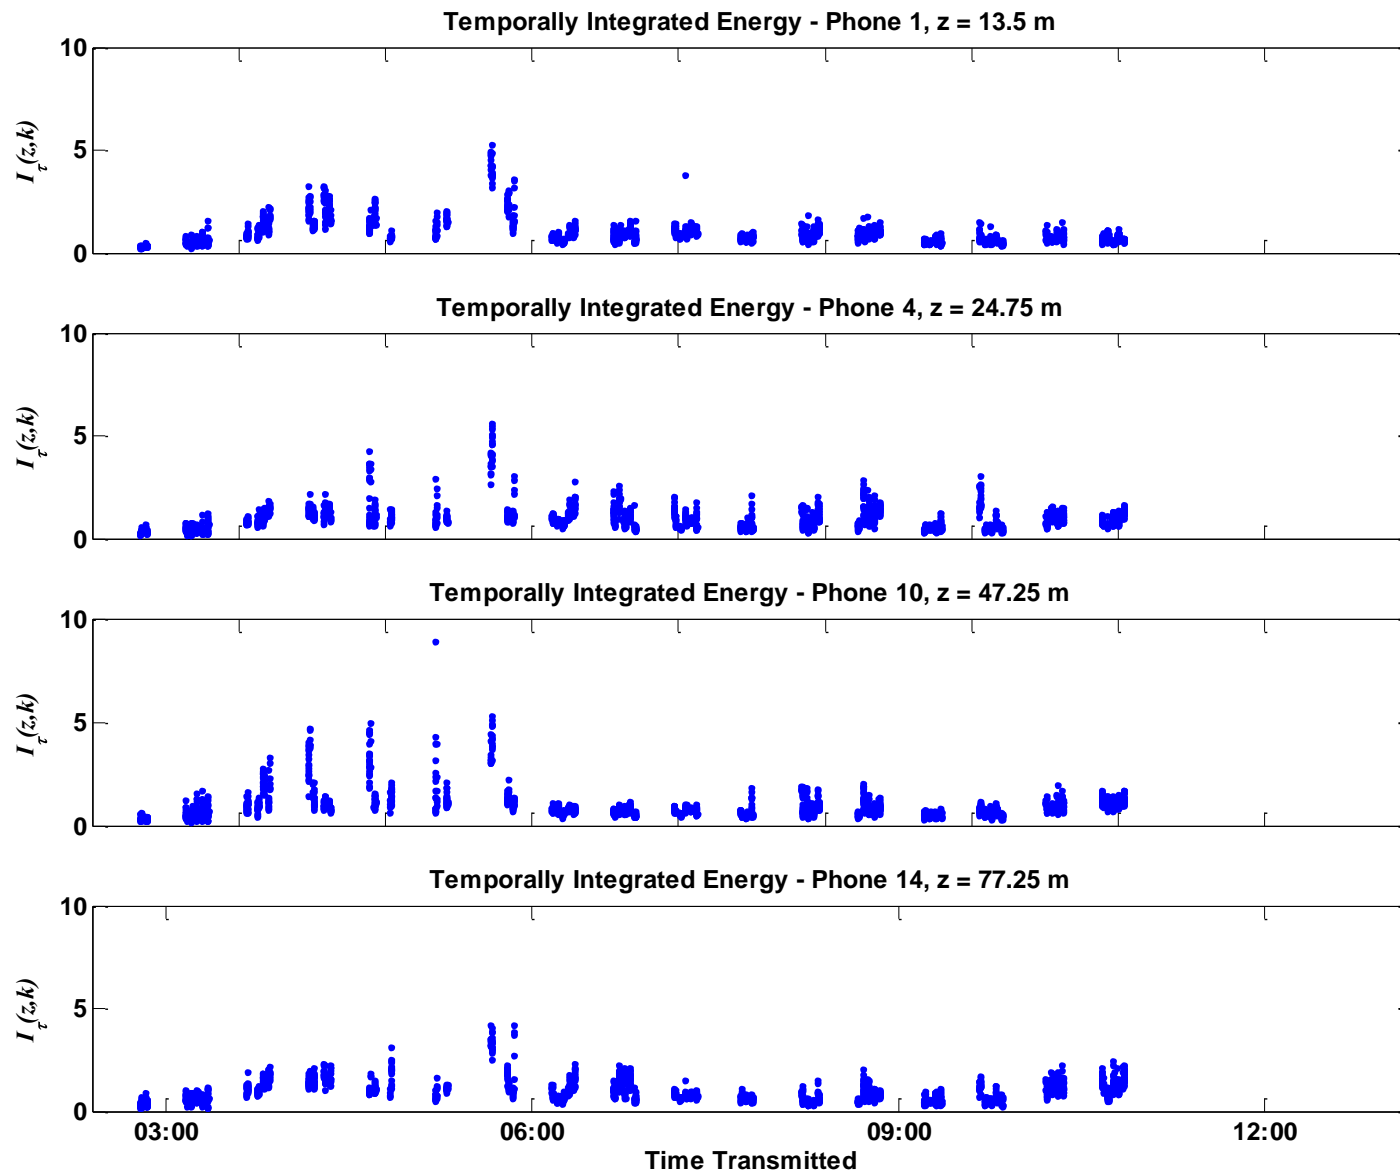 Temporally Integrated Energy - Phone 1, z = 13.5 m
10
5
0
I_τ(z,k)
Temporally Integrated Energy - Phone 4, z = 24.75 m
10
5
0
I_τ(z,k)
Temporally Integrated Energy - Phone 10, z = 47.25 m
10
5
0
I_τ(z,k)
Temporally Integrated Energy - Phone 14, z = 77.25 m
10
5
0
I_τ(z,k)
03:00 06:00 09:00 12:00
Time Transmitted